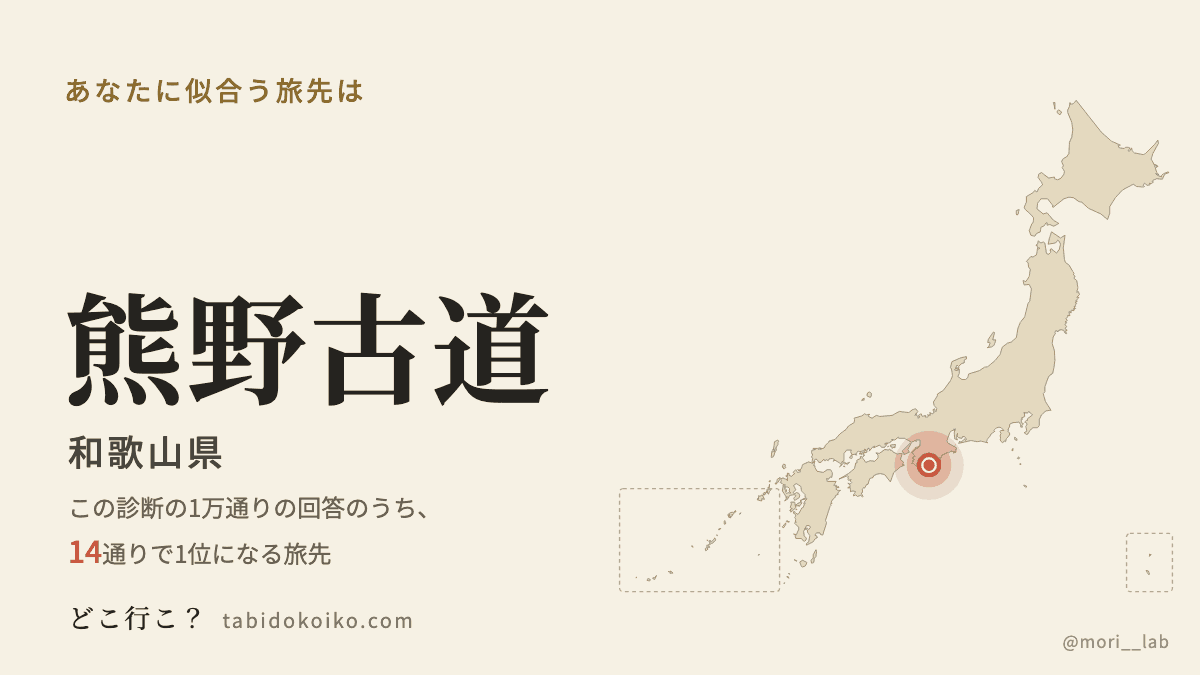 あなたに似合う旅先は
熊野古道
和歌山県
この診断の1万通りの回答のうち、
14通りで1位になる旅先
どこ行こ？ tabidokoiko.com
@mori__lab